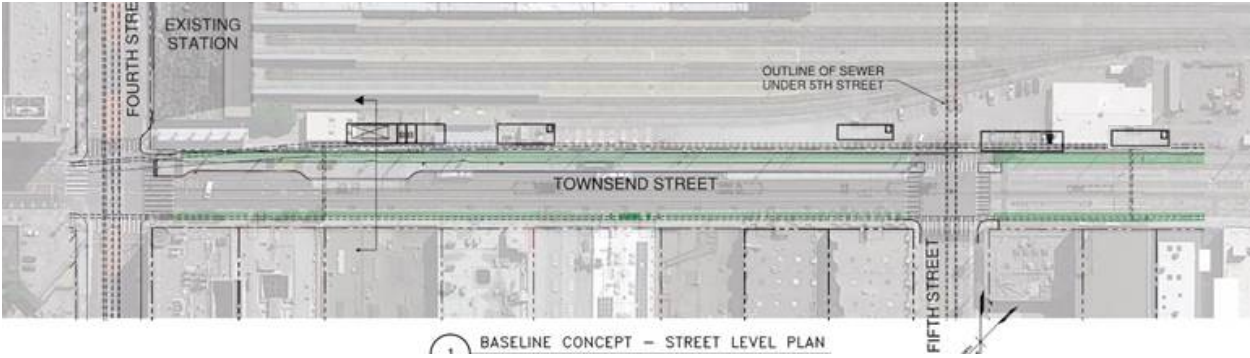 FOURTH STRE
EXISTING
STATION
OUTLINE OF SEWER
UNDER 5TH STREET
TOWNSEND STREET
FIFTH STREET
1
BASELINE CONCEPT – STREET LEVEL PLAN